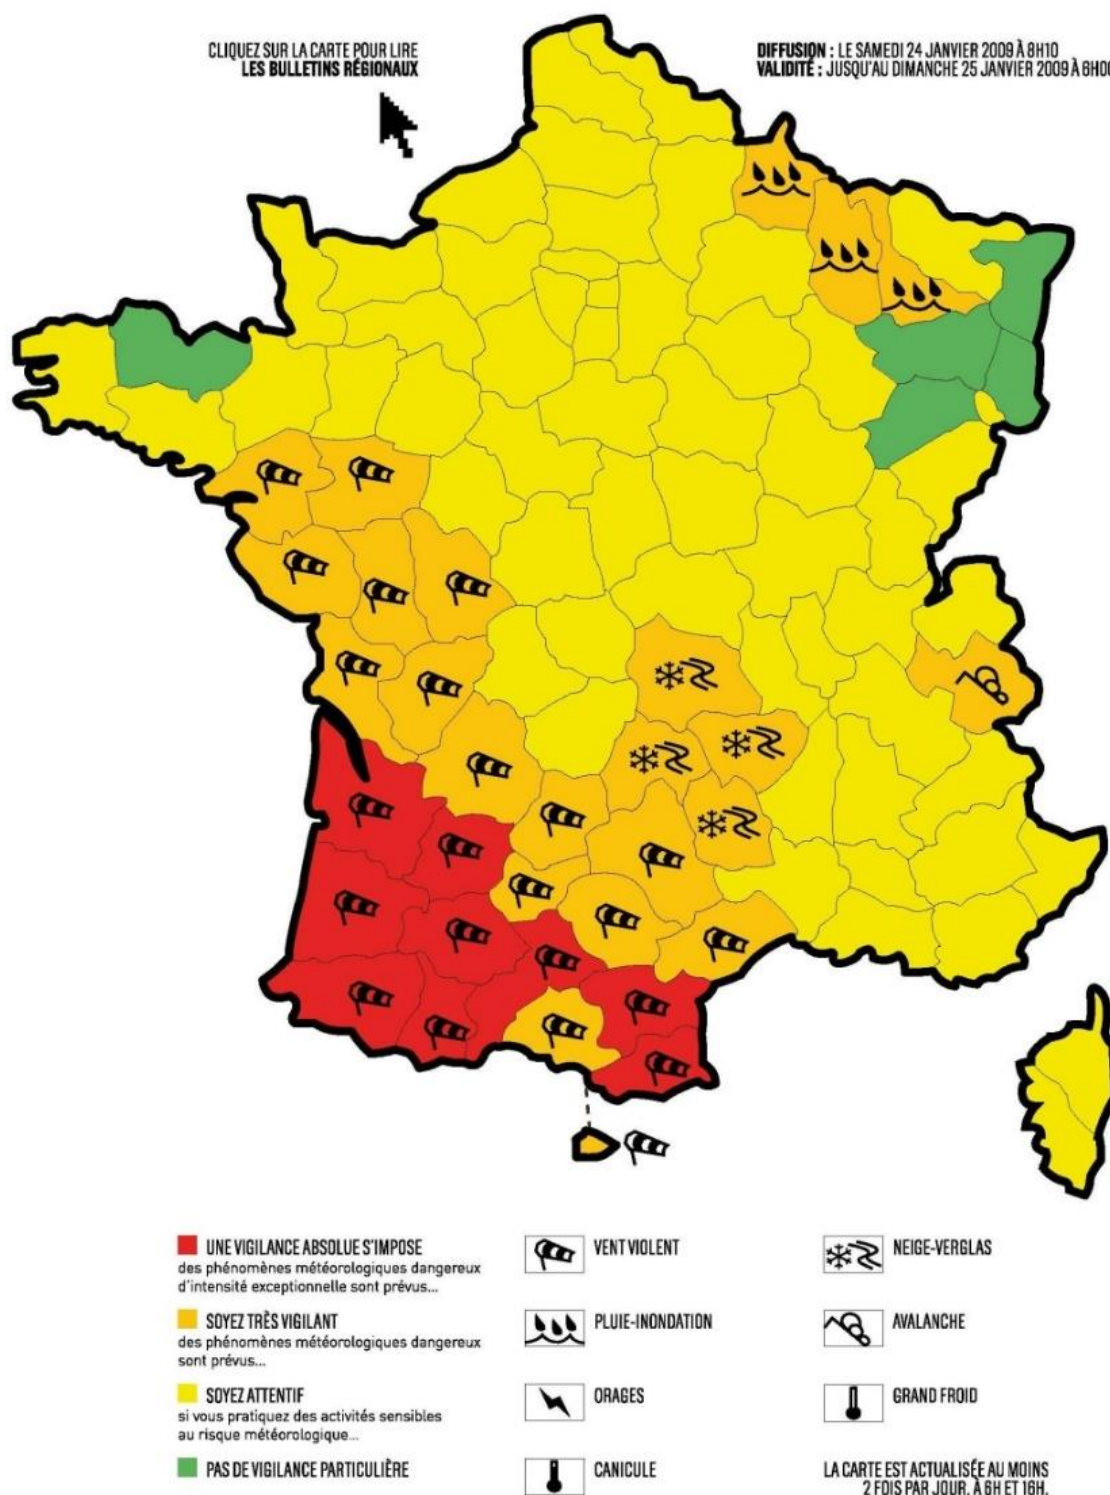 CLIQUEZ SUR LA CARTE POUR LIRE
LES BULLETINS RÉGIONAUX
DIFFUSION : LE SAMEDI 24 JANVIER 2009 À 8H10
VALIDITÉ : JUSQU'AU DIMANCHE 25 JANVIER 2009 À
UNE VIGILANCE ABSOLUE S'IMPOSE
des phénomènes météorologiques dangereux
d'intensité exceptionnelle sont prévus...
SOYEZ TRÈS VIGILANT
des phénomènes météorologiques dangereux
sont prévus...
SOYEZ ATTENTIF
si vous pratiquez des activités sensibles
au risque météorologique...
PAS DE VIGILANCE PARTICULIÈRE
VENT VIOLENT
PLUIE-INONDATION
ORAGES
CANICULE
NEIGE-VERGLAS
AVALANCHE
GRAND FROID
LA CARTE EST ACTUALISÉE AU MOINS
2 FOIS PAR JOUR, À 6H ET 16H.